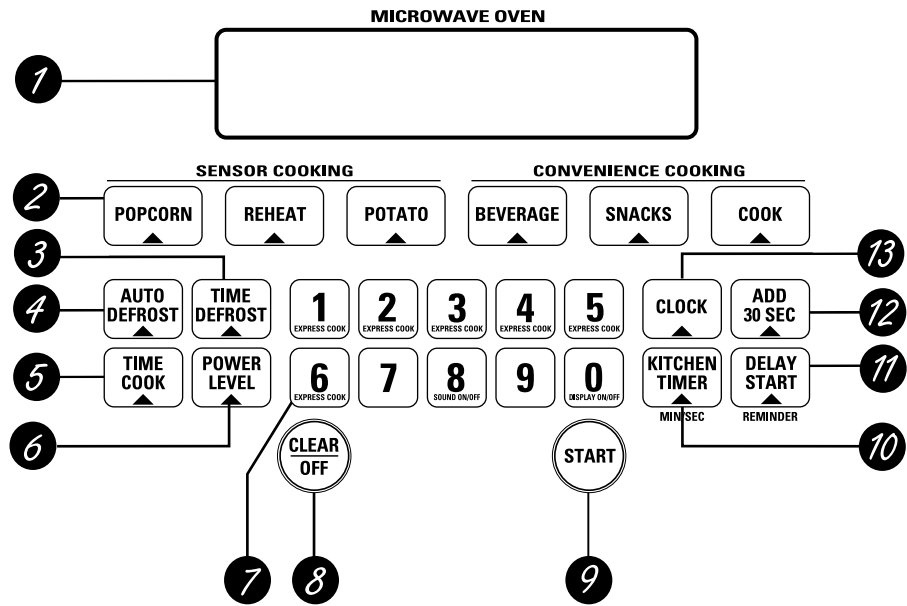 MICROWAVE OVEN
1
SENSOR COOKING
CONVENIENCE COOKING
2
POPCORN
REHEAT
POTATO
BEVERAGE
SNACKS
COOK
3
13
4
AUTO
DEFROST
TIME
DEFROST
1
EXPRESS COOK
2
EXPRESS COOK
3
EXPRESS COOK
4
EXPRESS COOK
5
EXPRESS COOK
CLOCK
ADD
30 SEC
12
5
TIME
COOK
POWER
LEVEL
6
EXPRESS COOK
7
8
SOUND ON/OFF
9
0
DISPLAY ON/OFF
KITCHEN
TIMER
MIN/SEC
DELAY
START
REMINDER
11
6
CLEAR
OFF
START
10
7
8
9